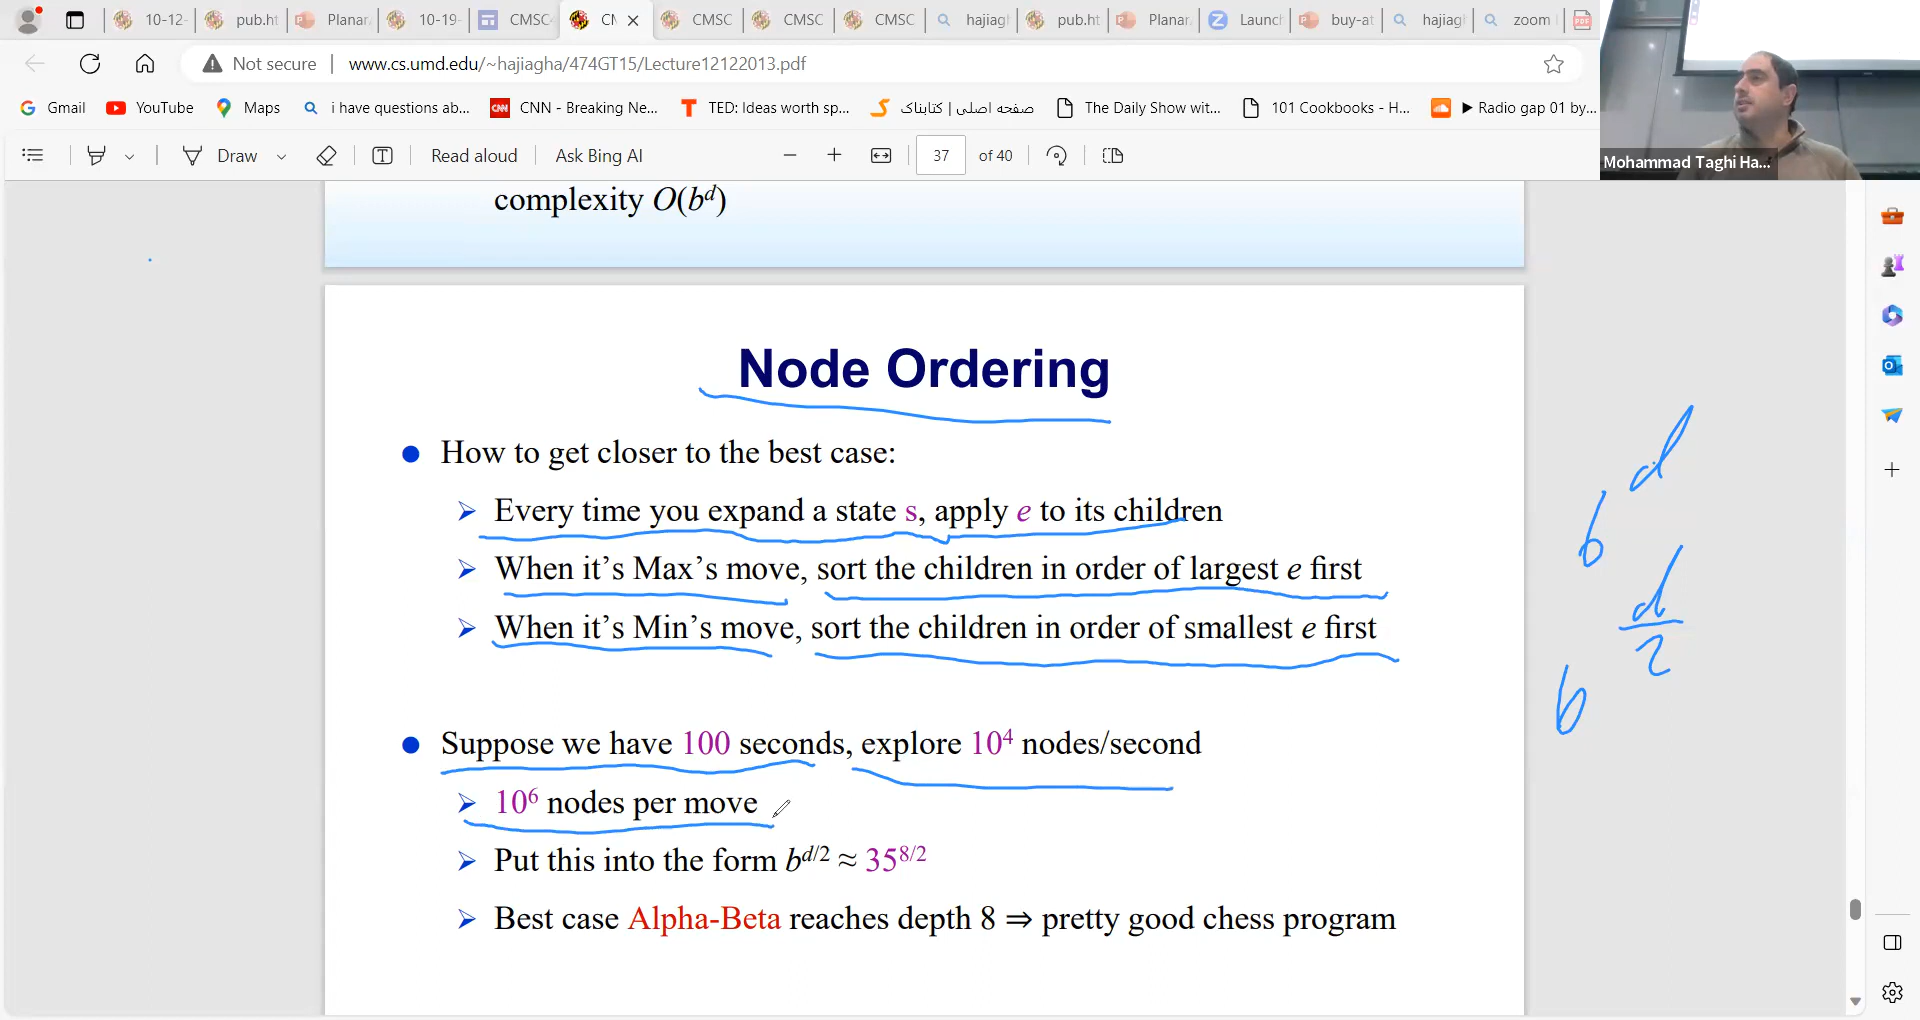 10-12- pub.ht Planar, 10-19- CMSC CM CMSC CMSC CMSC hajiagh pub.ht Planar, Launch buy-at hajiagh zoom
Not secure www.cs.umd.edu/~hajiagha/474GT15/Lecture12122013.pdf
Gmail YouTube Maps i have questions ab... CNN - Breaking Ne... TED: Ideas worth sp... صفحه اصلی | کتابناک The Daily Show wit... 101 Cookbooks - H... ▶ Radio gap 01 by...
Draw Read aloud Ask Bing AI 37 of 40
Mohammad Taghi Ha...
complexity O(b^d)
Node Ordering
How to get closer to the best case:
Every time you expand a state s, apply e to its children
When it's Max's move, sort the children in order of largest e first
When it's Min's move, sort the children in order of smallest e first
Suppose we have 100 seconds, explore 10⁴ nodes/second
10⁶ nodes per move
Put this into the form b^d/2 ≈ 35^8/2
Best case Alpha-Beta reaches depth 8 ⇒ pretty good chess program
b^d
b^d/2